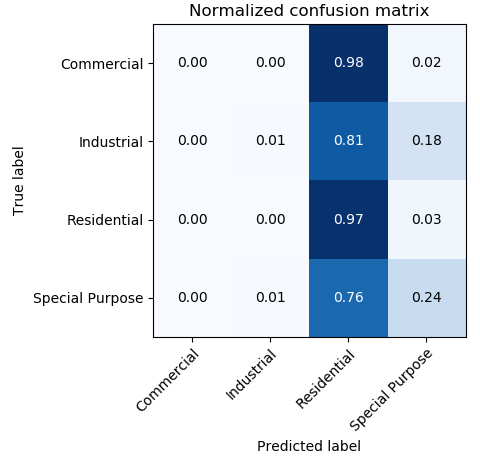 Normalized confusion matrix
True label
Commercial 0.00 0.00 0.98 0.02
Industrial 0.00 0.01 0.81 0.18
Residential 0.00 0.00 0.97 0.03
Special Purpose 0.00 0.01 0.76 0.24
Commercial Industrial Residential Special Purpose
Predicted label